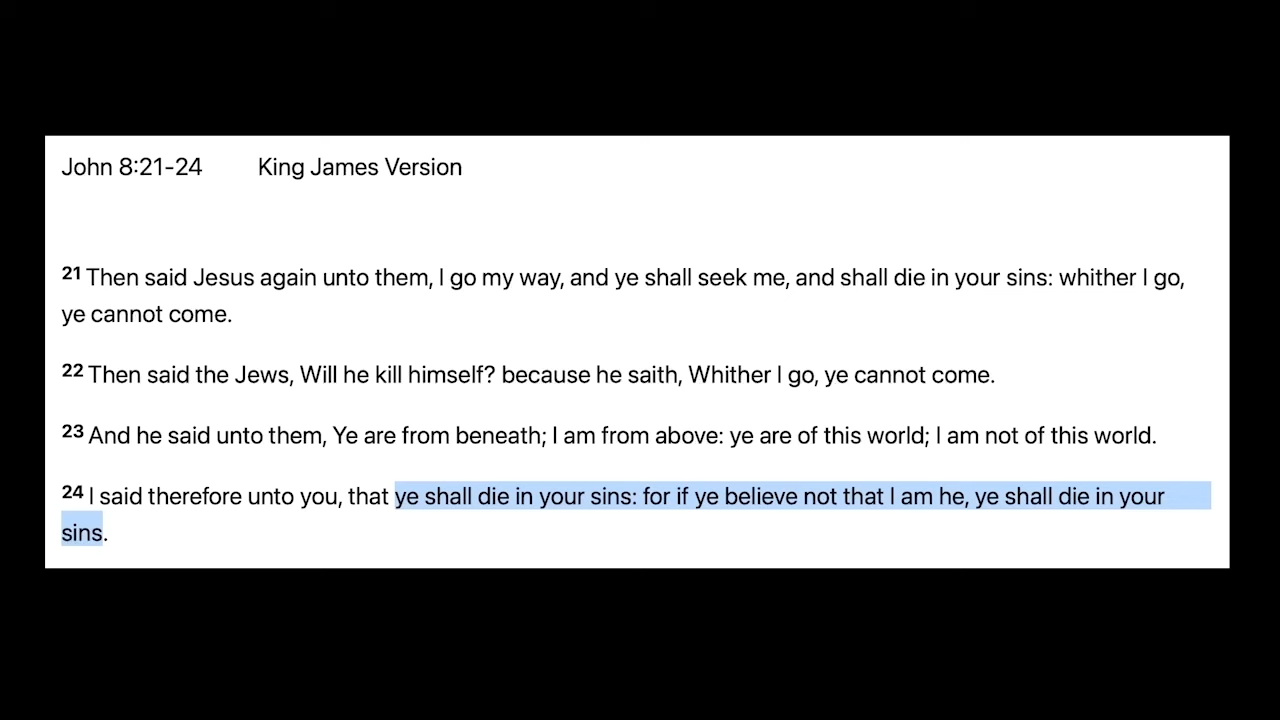 John 8:21-24 King James Version
21 Then said Jesus again unto them, I go my way, and ye shall seek me, and shall die in your sins: whither I go,
ye cannot come.
22 Then said the Jews, Will he kill himself? because he saith, Whither I go, ye cannot come.
23 And he said unto them, Ye are from beneath; I am from above: ye are of this world; I am not of this world.
24 I said therefore unto you, that ye shall die in your sins: for if ye believe not that I am he, ye shall die in your
sins.